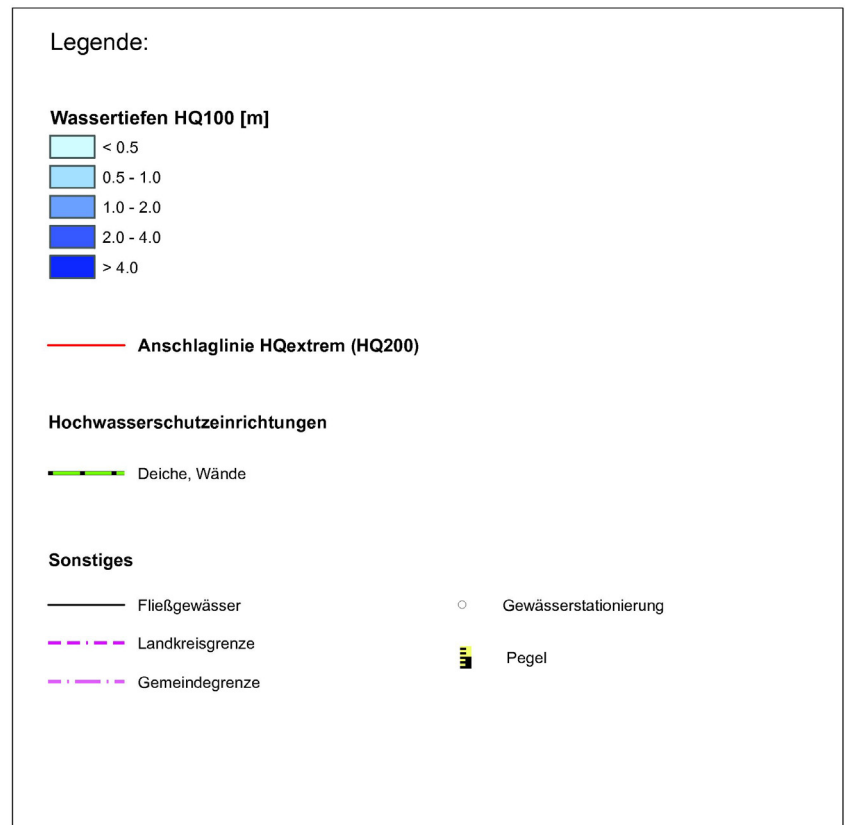 Legende:
Wassertiefen HQ100 [m]
< 0.5
0.5 - 1.0
1.0 - 2.0
2.0 - 4.0
> 4.0
Anschlaglinie HQextrem (HQ200)
Hochwasserschutzeinrichtungen
Deiche, Wände
Sonstiges
Fließgewässer
Landkreisgrenze
Gemeindegrenze
Gewässerstationierung
Pegel